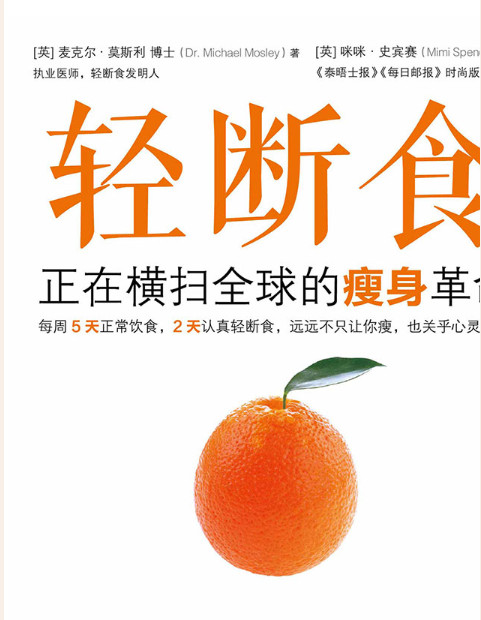 [英] 麦克尔·莫斯利 博士 (Dr. Michael Mosley) 著
执业医师，轻断食发明人
[英] 咪咪·史宾赛 (Mimi Spen
《泰晤士报》《每日邮报》时尚版
轻断食
正在横扫全球的瘦身革
每周 5 天正常饮食，2 天认真轻断食，远远不只让你瘦，也关乎心灵